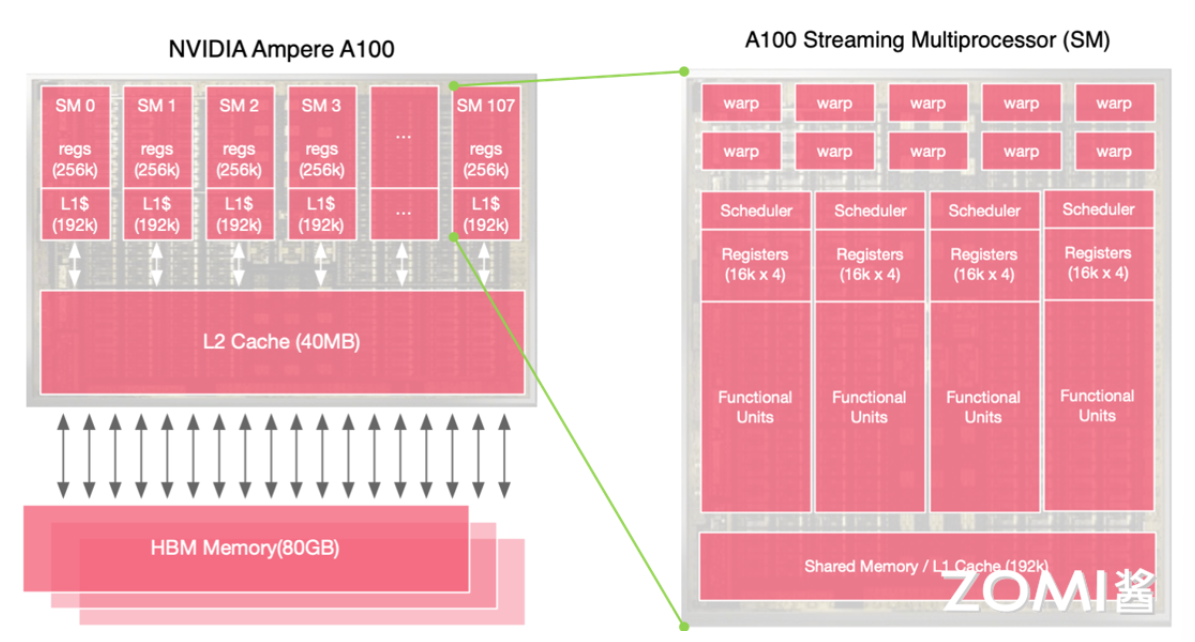 NVIDIA Ampere A100
SM 0
regs
(256k)
L1$
(192k)
SM 1
regs
(256k)
L1$
(192k)
SM 2
regs
(256k)
L1$
(192k)
SM 3
regs
(256k)
L1$
(192k)
...
...
SM 107
regs
(256k)
L1$
(192k)
L2 Cache (40MB)
HBM Memory(80GB)
A100 Streaming Multiprocessor (SM)
warp warp warp warp warp
warp warp warp warp warp
Scheduler
Registers
(16k x 4)
Functional
Units
Scheduler
Registers
(16k x 4)
Functional
Units
Scheduler
Registers
(16k x 4)
Functional
Units
Scheduler
Registers
(16k x 4)
Functional
Units
Shared Memory / L1 Cache (192k)
ZOMI酱